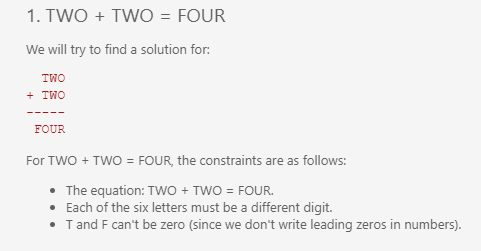 1. TWO + TWO = FOUR
We will try to find a solution for:
  TWO
+ TWO
-----
 FOUR
For TWO + TWO = FOUR, the constraints are as follows:
• The equation: TWO + TWO = FOUR.
• Each of the six letters must be a different digit.
• T and F can't be zero (since we don't write leading zeros in numbers).